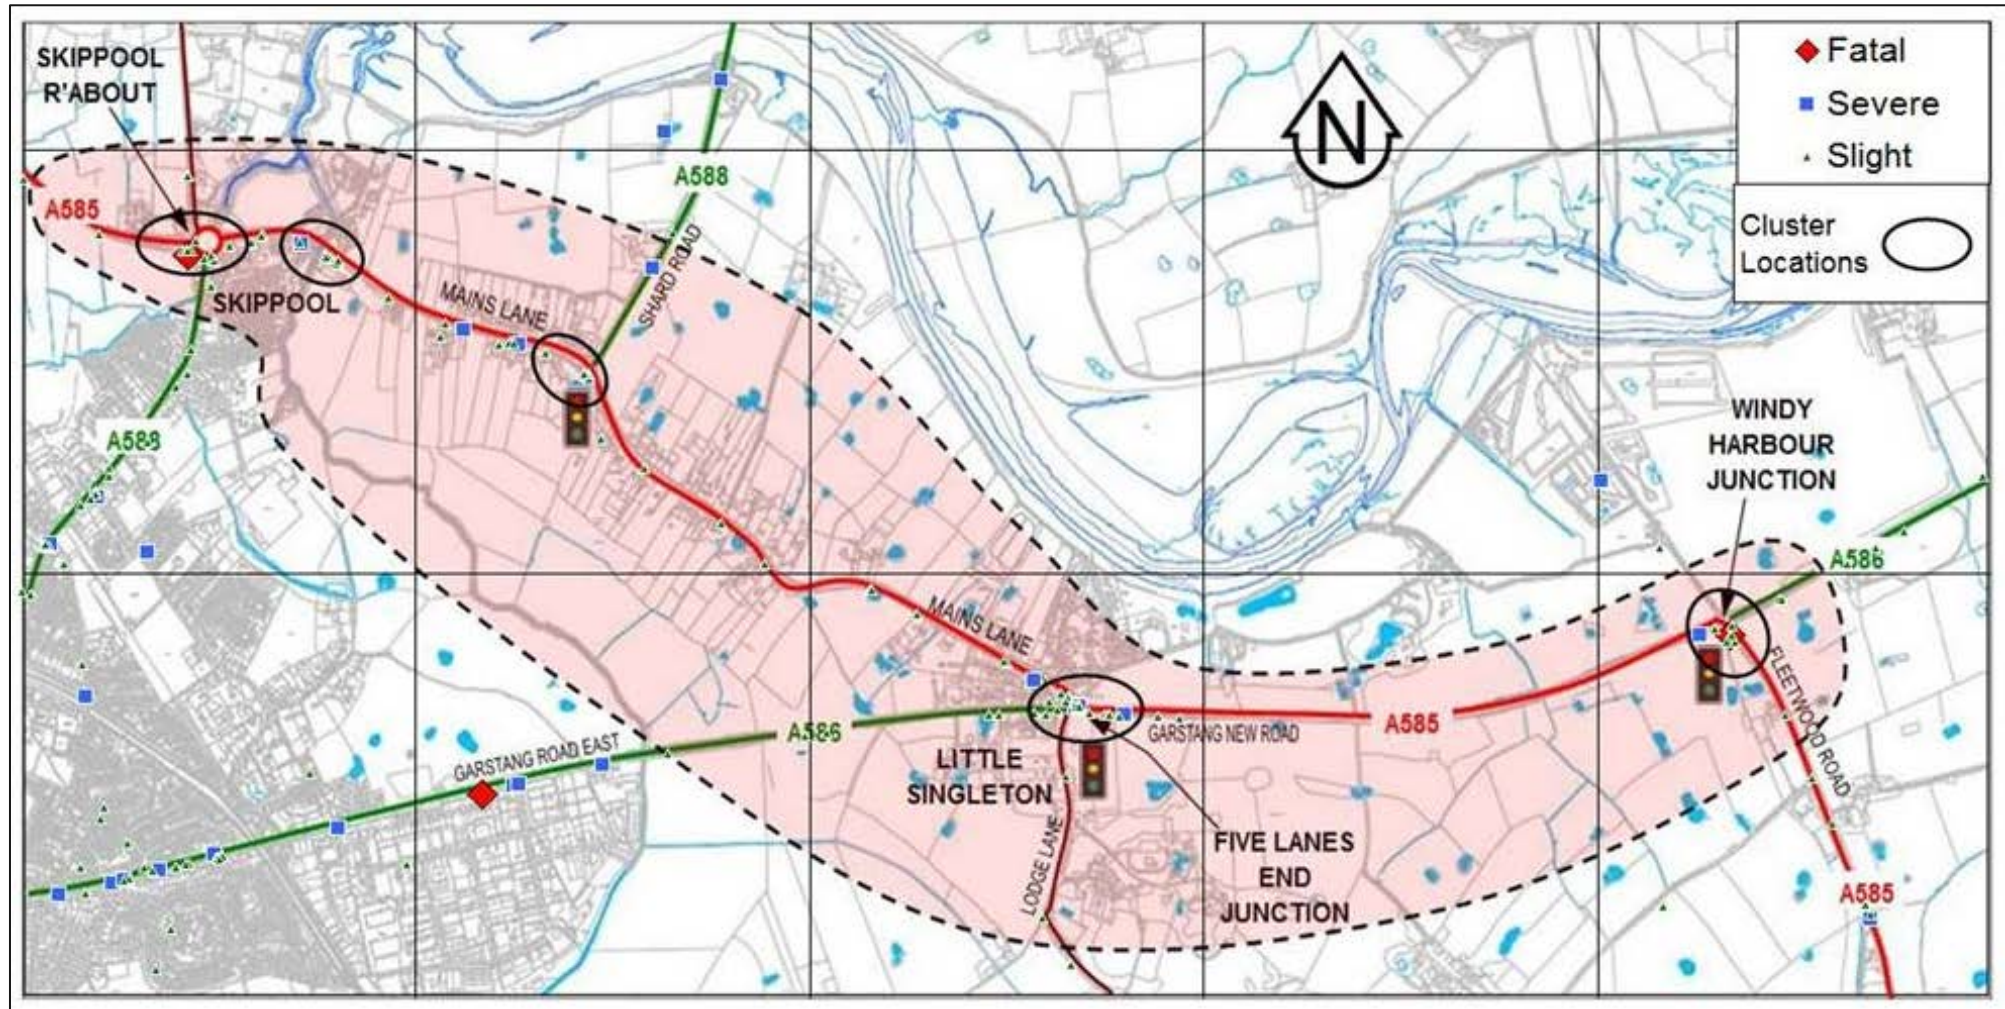 SKIPPOOL
R'ABOUT
N
Fatal
Severe
Slight
Cluster
Locations
A588
A585
SKIPPOOL
MAINS LANE
SHARD ROAD
A588
WINDY
HARBOUR
JUNCTION
A586
MAINS LANE
FLEETWOOD ROAD
A585
GARSTANG NEW ROAD
A586
GARSTANG ROAD EAST
LITTLE
SINGLETON
LODGE LANE
FIVE LANES
END
JUNCTION
A585